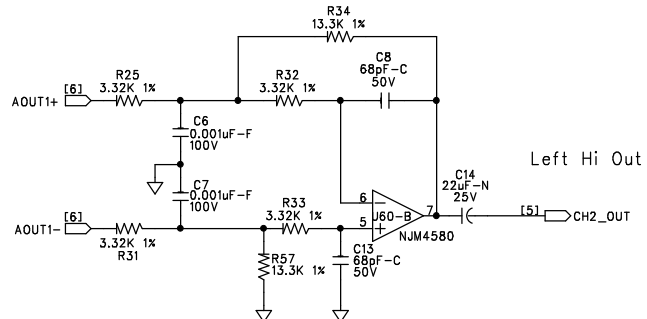 R34
13.3K 1%
C8
68pF-C
50V
R25
3.32K 1%
R32
3.32K 1%
[6]
AOUT1+
C6
0.001uF-F
100V
C7
0.001uF-F
100V
Left Hi Out
C14
22uF-N
25V
6
U60-B
7
5
NJM4580
[5]
CH2_OUT
[6]
AOUT1-
3.32K 1%
R31
R33
3.32K 1%
R57
13.3K 1%
C13
68pF-C
50V